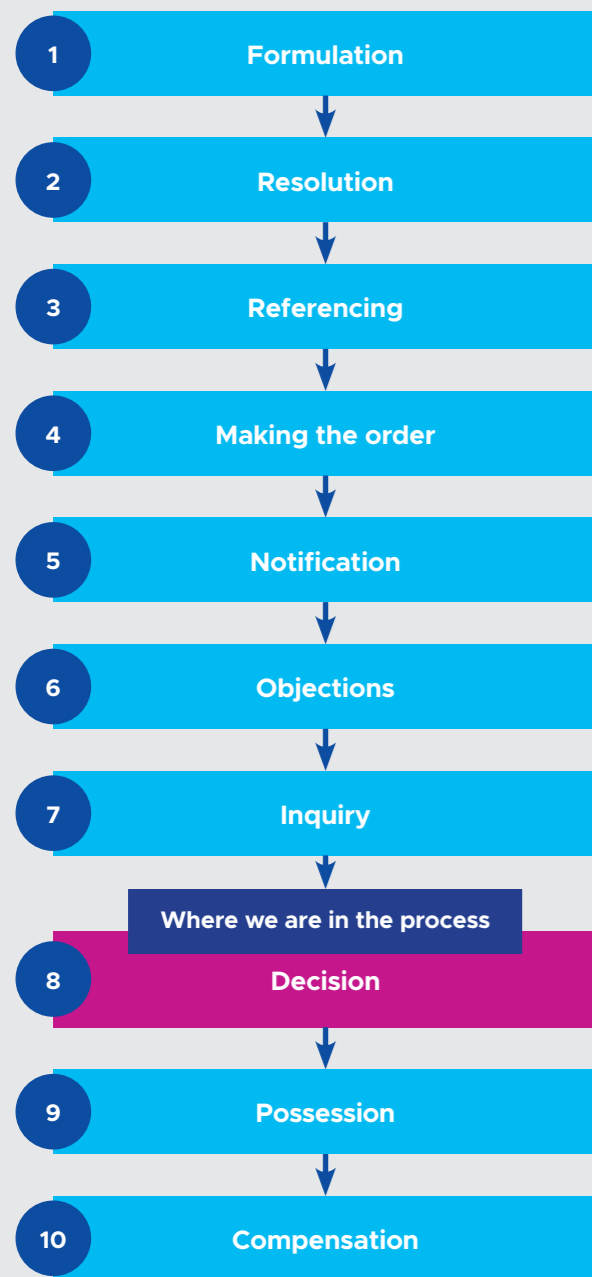 1 Formulation
2 Resolution
3 Referencing
4 Making the order
5 Notification
6 Objections
7 Inquiry
Where we are in the process
8 Decision
9 Possession
10 Compensation